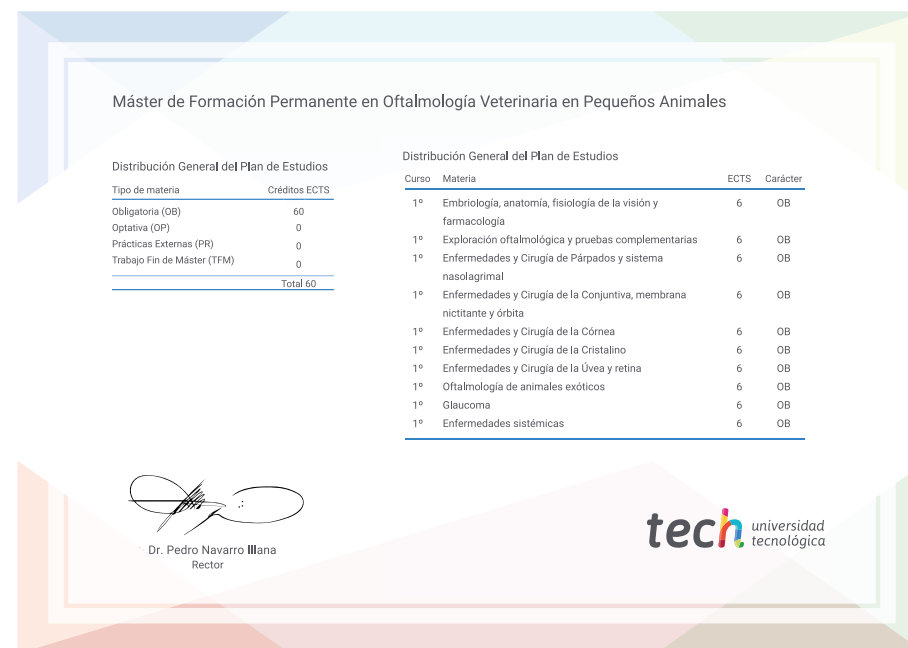 Máster de Formación Permanente en Oftalmología Veterinaria en Pequeños Animales
Distribución General del Plan de Estudios
Tipo de materia Créditos ECTS
Obligatoria (OB) 60
Optativa (OP) 0
Prácticas Externas (PR) 0
Trabajo Fin de Máster (TFM) 0
Total 60
Distribución General del Plan de Estudios
Curso Materia ECTS Carácter
1º Embriología, anatomía, fisiología de la visión y 6 OB
farmacología
1º Exploración oftalmológica y pruebas complementarias 6 OB
1º Enfermedades y Cirugía de Párpados y sistema 6 OB
nasolagrimal
1º Enfermedades y Cirugía de la Conjuntiva, membrana 6 OB
nictitante y órbita
1º Enfermedades y Cirugía de la Córnea 6 OB
1º Enfermedades y Cirugía de la Cristalino 6 OB
1º Enfermedades y Cirugía de la Úvea y retina 6 OB
1º Oftalmología de animales exóticos 6 OB
1º Glaucoma 6 OB
1º Enfermedades sistémicas 6 OB
Dr. Pedro Navarro Illana
Rector
tech universidad
tecnológica